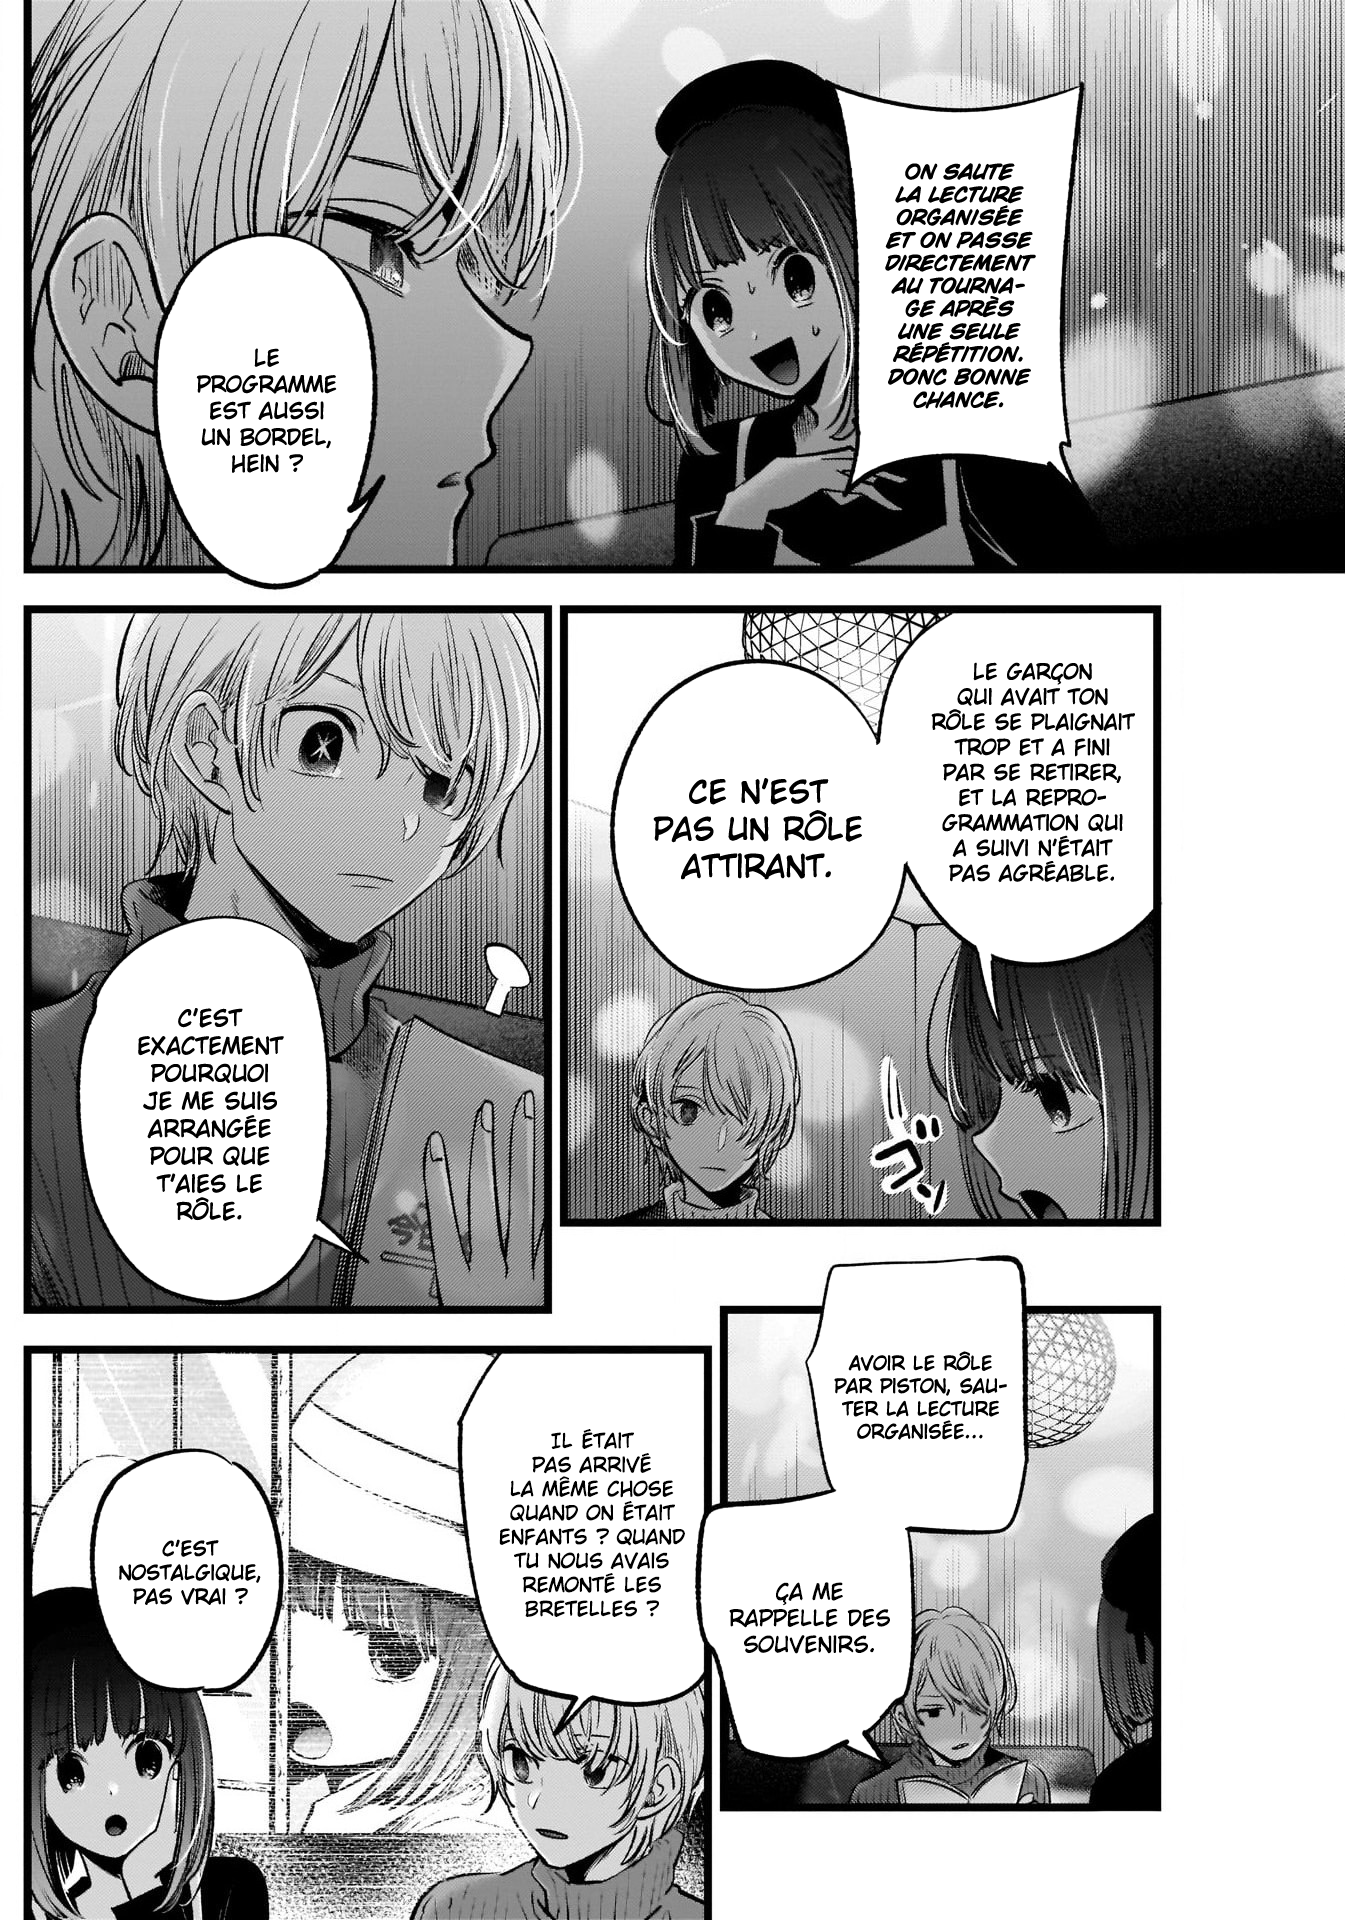 ON SAUTE
LA LECTURE
ORGANISÉE
ET ON PASSE
DIRECTEMENT
AU TOURNA-
GE APRÈS
UNE SEULE
RÉPÉTITION.
DONC BONNE
CHANCE.
LE
PROGRAMME
EST AUSSI
UN BORDEL,
HEIN ?
LE GARÇON
QUI AVAIT TON
RÔLE SE PLAIGNAIT
TROP ET A FINI
PAR SE RETIRER,
ET LA REPRO-
GRAMMATION QUI
A SUIVI N'ÉTAIT
PAS AGRÉABLE.
CE N'EST
PAS UN RÔLE
ATTIRANT.
C'EST
EXACTEMENT
POURQUOI
JE ME SUIS
ARRANGÉE
POUR QUE
T'AIES LE
RÔLE.
AVOIR LE RÔLE
PAR PISTON, SAU-
TER LA LECTURE
ORGANISÉE...
ÇA ME
RAPPELLE DES
SOUVENIRS.
IL ÉTAIT
PAS ARRIVÉ
LA MÊME CHOSE
QUAND ON ÉTAIT
ENFANTS ? QUAND
TU NOUS AVAIS
REMONTÉ LES
BRETELLES ?
C'EST
NOSTALGIQUE,
PAS VRAI ?